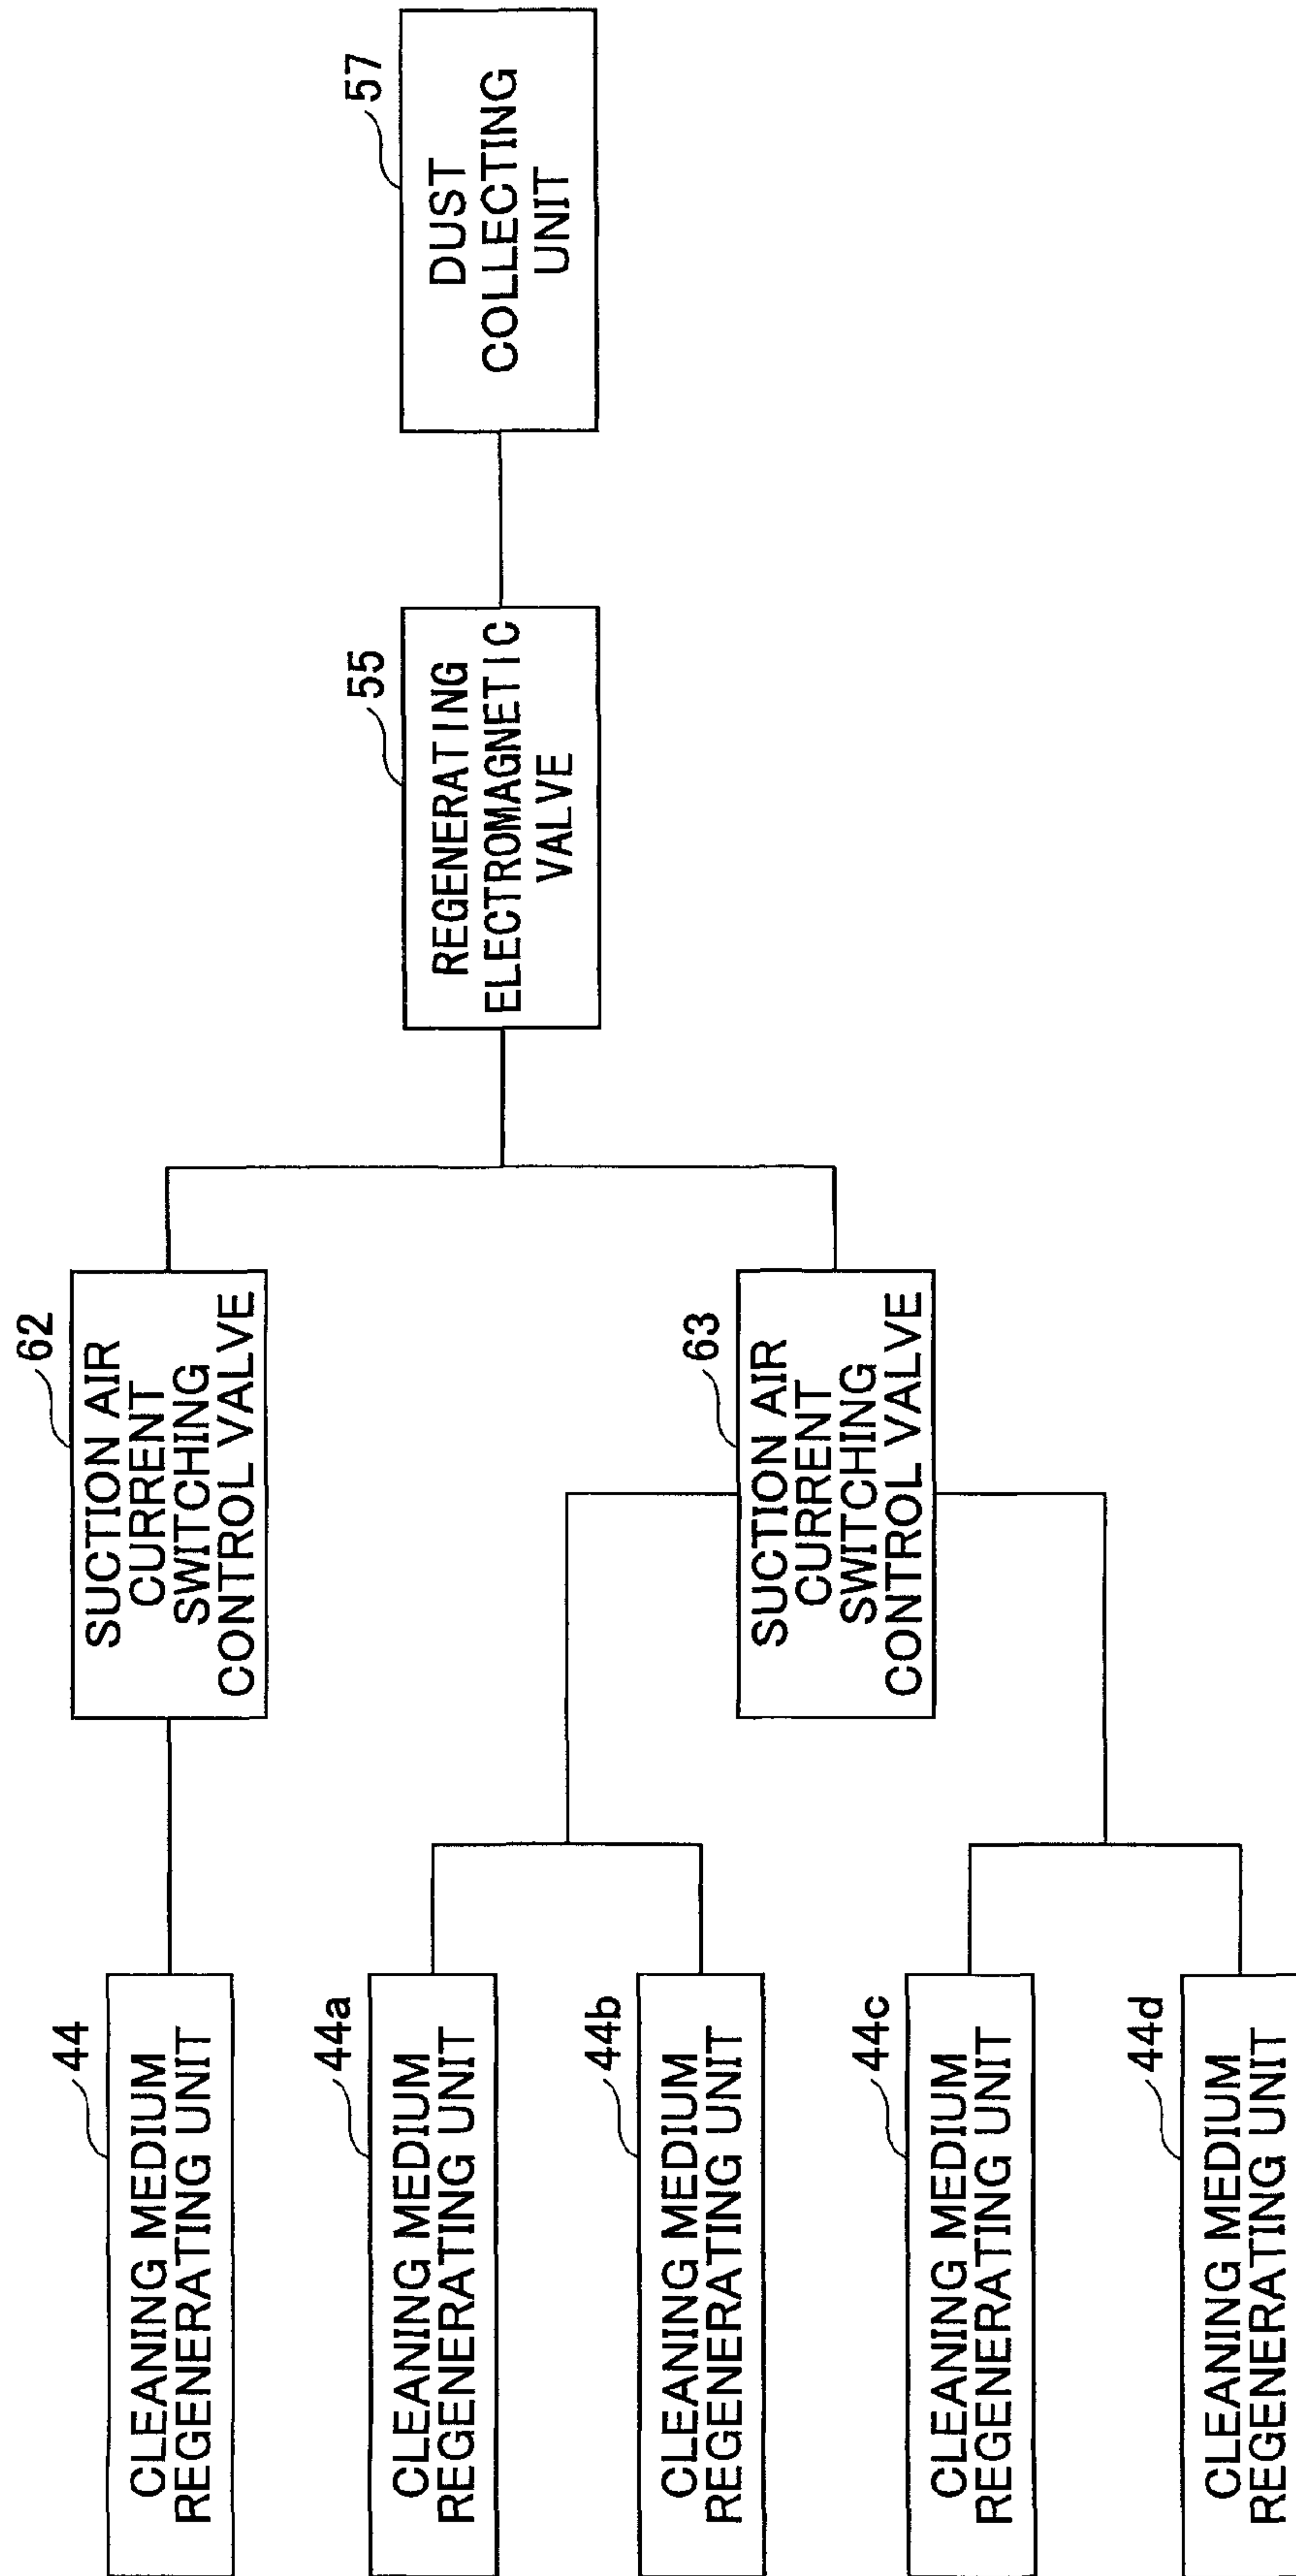 44
CLEANING MEDIUM
REGENERATING UNIT
44a
CLEANING MEDIUM
REGENERATING UNIT
44b
CLEANING MEDIUM
REGENERATING UNIT
44c
CLEANING MEDIUM
REGENERATING UNIT
44d
CLEANING MEDIUM
REGENERATING UNIT
62
SUCTION AIR
CURRENT
SWITCHING
CONTROL VALVE
63
SUCTION AIR
CURRENT
SWITCHING
CONTROL VALVE
55
REGENERATING
ELECTROMAGNETIC
VALVE
57
DUST
COLLECTING
UNIT